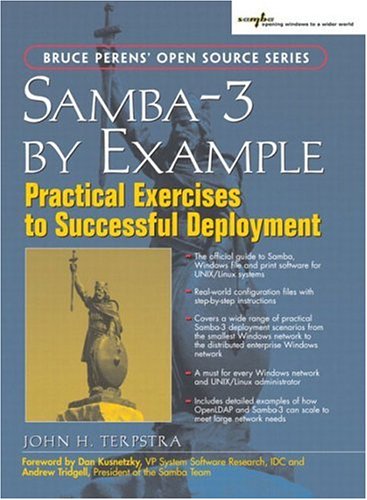 samba
opening windows to a wider world
BRUCE PERENS' OPEN SOURCE SERIES
SAMBA-3
BY EXAMPLE
Practical Exercises
to Successful Deployment
The official guide to Samba,
Windows file and print software for
UNIX/Linux systems
Real-world configuration files with
step-by-step instructions
Covers a wide range of practical
Samba-3 deployment scenarios from the
smallest Windows network to
the distributed enterprise Windows
network
A must for every Windows network
and UNIX/Linux administrator
Includes detailed examples of how
OpenLDAP and Samba-3 can scale to
meet large network needs
JOHN H. TERPSTRA
Foreword by Dan Kusnetzky, VP System Software Research, IDC and
Andrew Tridgell, President of the Samba Team